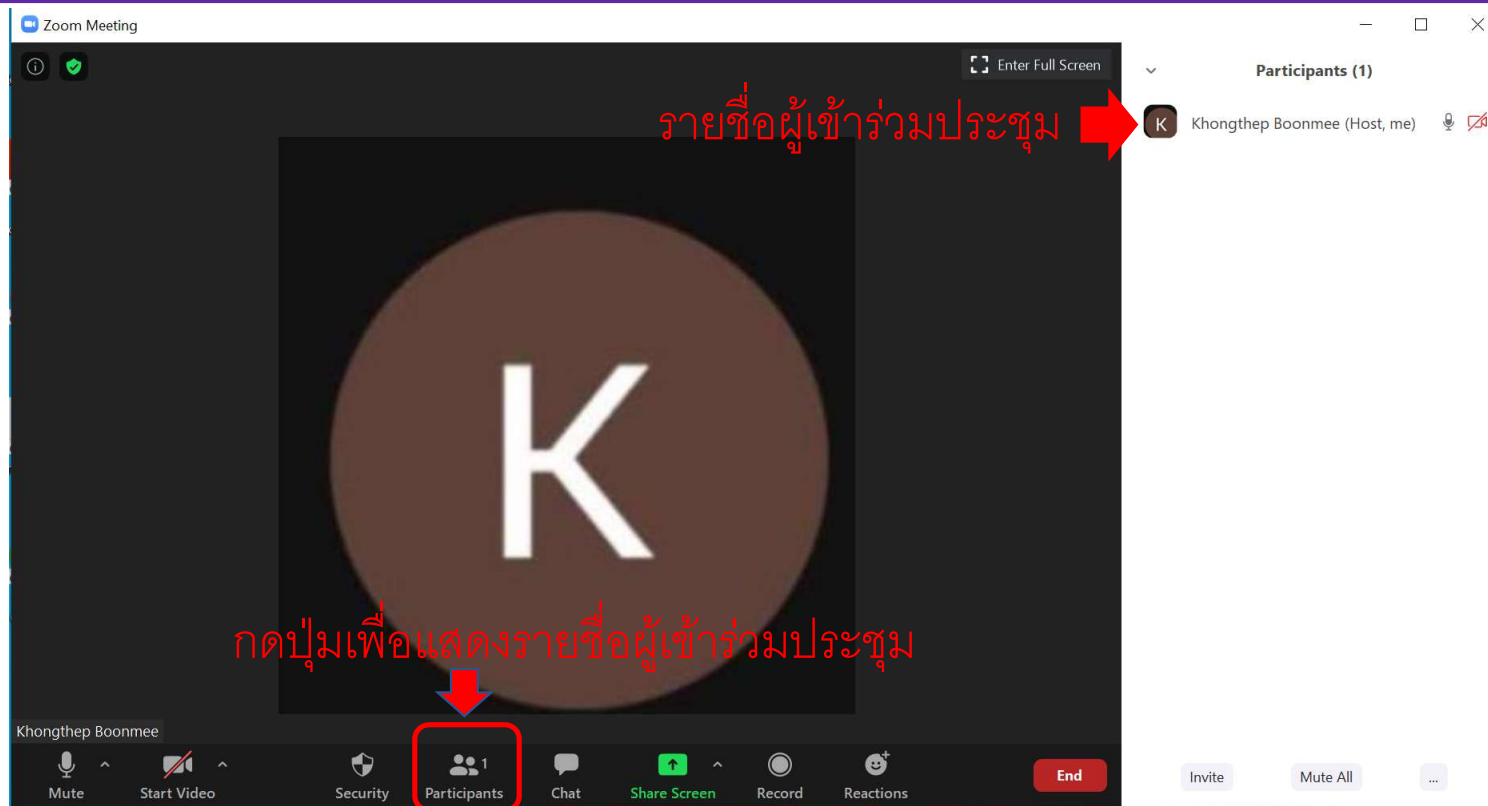 Zoom Meeting
Enter Full Screen
Participants (1)
รายชื่อผู้เข้าร่วมประชุม
K
Khongthep Boonmee (Host, me)
K
กดปุ่มเพื่อแสดงรายชื่อผู้เข้าร่วมประชุม
Khongthep Boonmee
1
Mute
Start Video
Security
Participants
Chat
Share Screen
Record
Reactions
End
Invite
Mute All
...